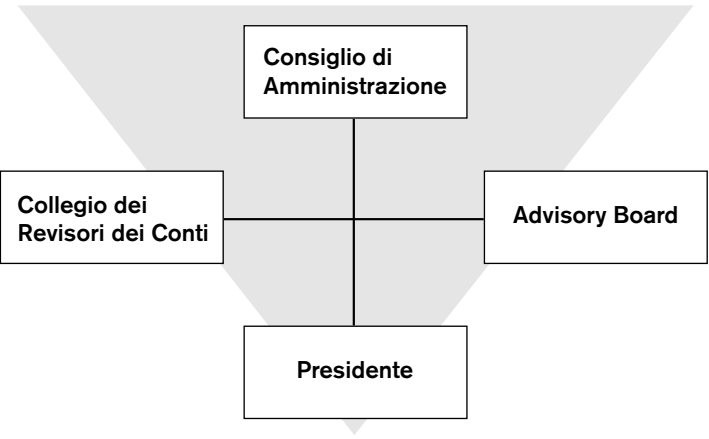 Consiglio di
Amministrazione
Collegio dei
Revisori dei Conti
Advisory Board
Presidente